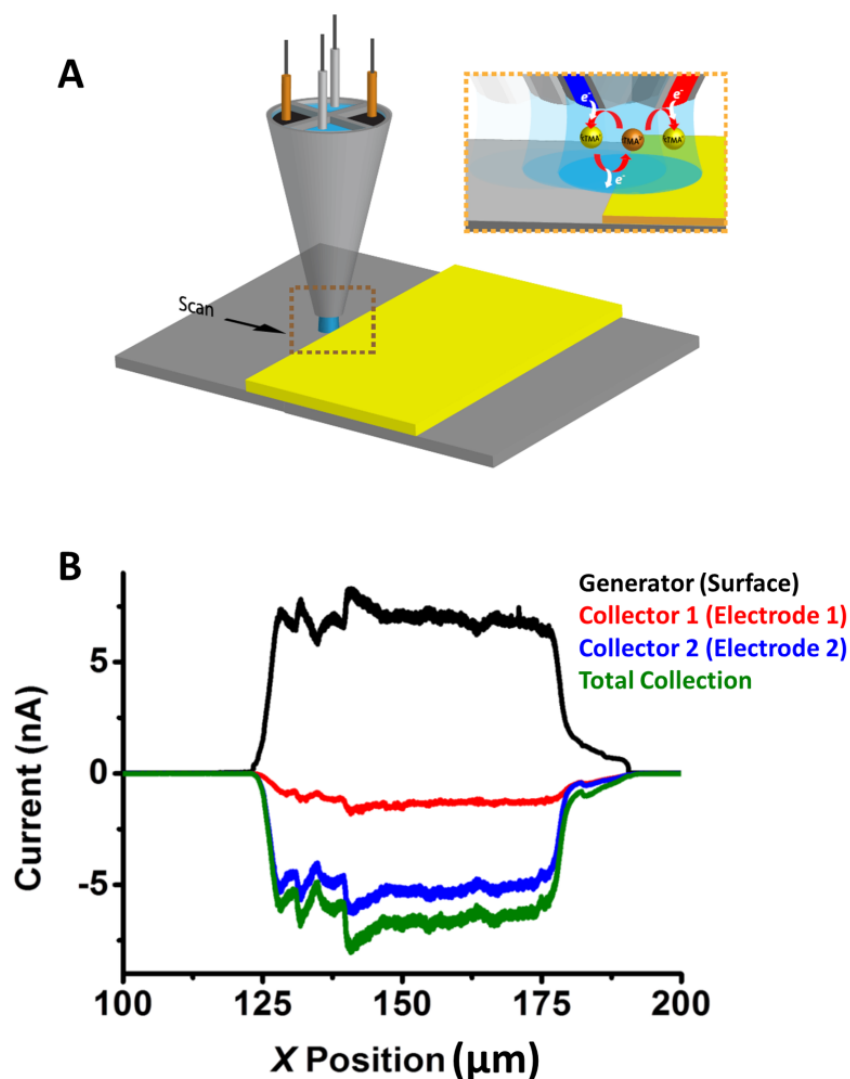 A
Scan
e⁻
e⁻
TMA⁺
e⁻
B
Generator (Surface)
Collector 1 (Electrode 1)
Collector 2 (Electrode 2)
Total Collection
Current (nA)
5
0
-5
100
125
150
175
200
X Position (μm)